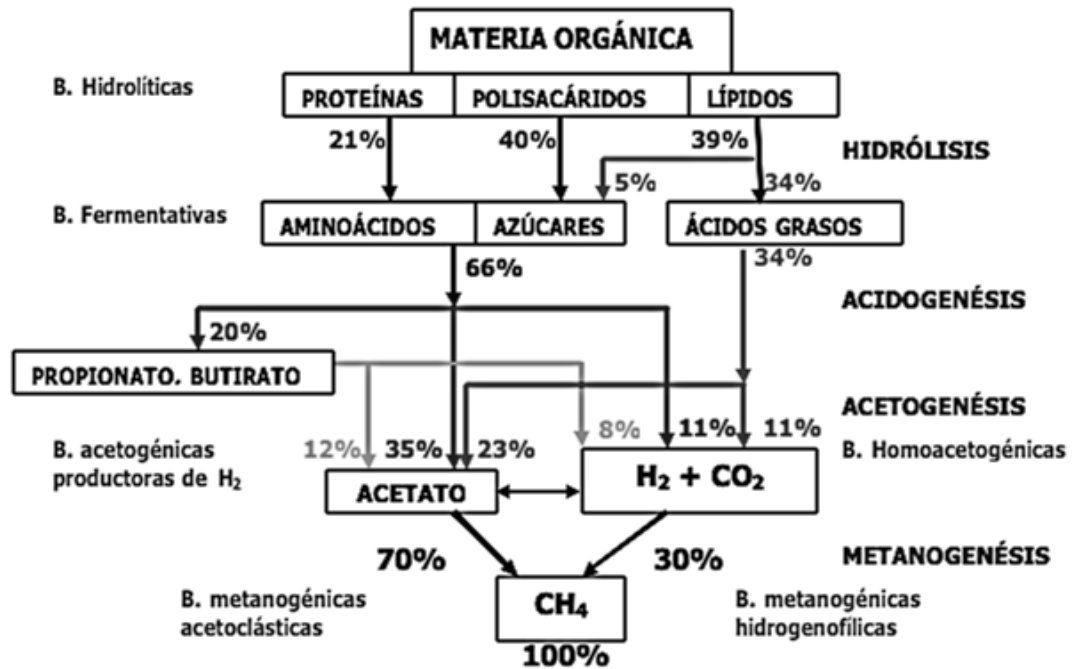 MATERIA ORGÁNICA
B. Hidrolíticas
PROTEÍNAS POLISACÁRIDOS LÍPIDOS
21% 40% 39%
HIDRÓLISIS
5% 34%
B. Fermentativas
AMINOÁCIDOS AZÚCARES ÁCIDOS GRASOS
66% 34%
ACIDOGENÉSIS
20%
PROPIONATO. BUTIRATO
ACETOGENÉSIS
12% 35% 23% 8% 11% 11%
B. acetogénicas
productoras de H₂
B. Homoacetogénicas
ACETATO
H₂ + CO₂
70% 30%
METANOGENÉSIS
B. metanogénicas
acetoclásticas
CH₄
B. metanogénicas
hidrogenofílicas
100%